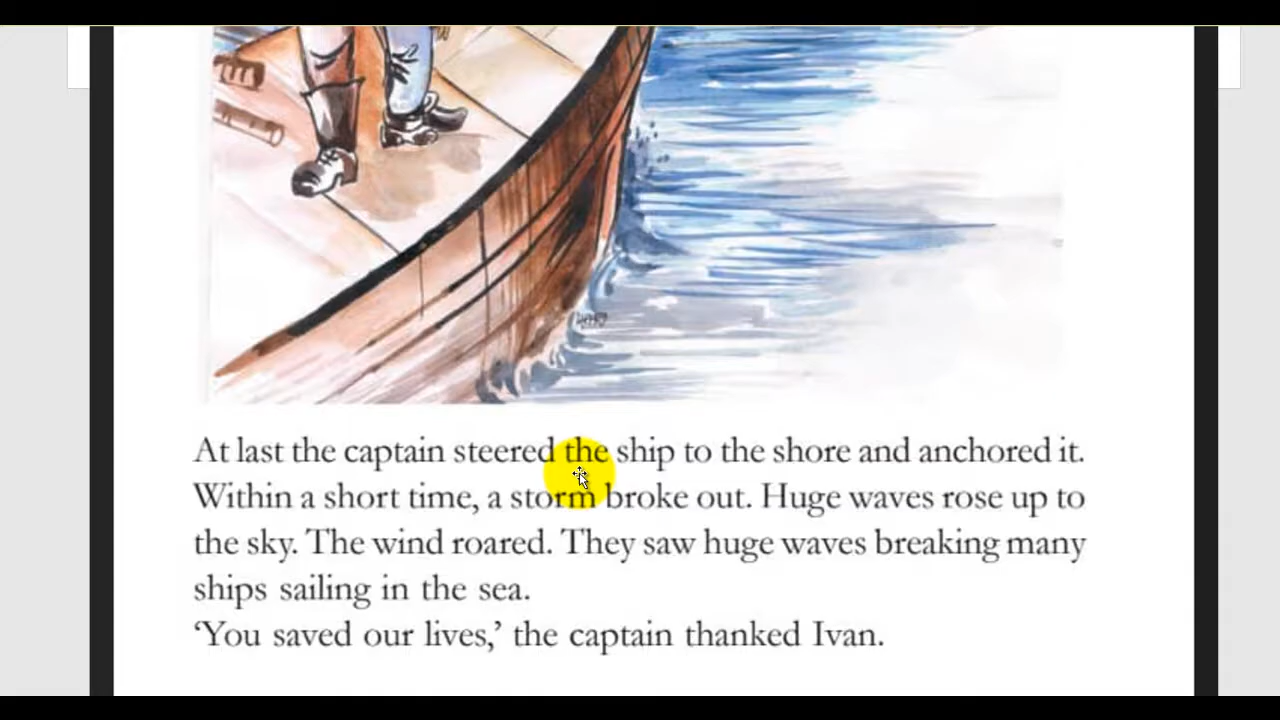 At last the captain steered the ship to the shore and anchored it.
Within a short time, a storm broke out. Huge waves rose up to
the sky. The wind roared. They saw huge waves breaking many
ships sailing in the sea.
‘You saved our lives,’ the captain thanked Ivan.